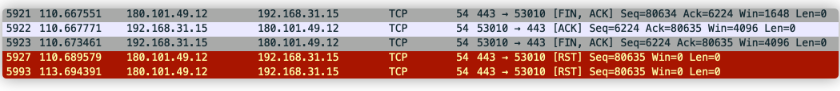 5921 110.667551 180.101.49.12 192.168.31.15 TCP 54 443 → 53010 [FIN, ACK] Seq=80634 Ack=6224 Win=1648 Len=0
5922 110.667771 192.168.31.15 180.101.49.12 TCP 54 53010 → 443 [ACK] Seq=6224 Ack=80635 Win=4096 Len=0
5923 110.673461 192.168.31.15 180.101.49.12 TCP 54 53010 → 443 [FIN, ACK] Seq=6224 Ack=80635 Win=4096 Len=0
5927 110.689579 180.101.49.12 192.168.31.15 TCP 54 443 → 53010 [RST] Seq=80635 Win=0 Len=0
5993 113.694391 180.101.49.12 192.168.31.15 TCP 54 443 → 53010 [RST] Seq=80635 Win=0 Len=0